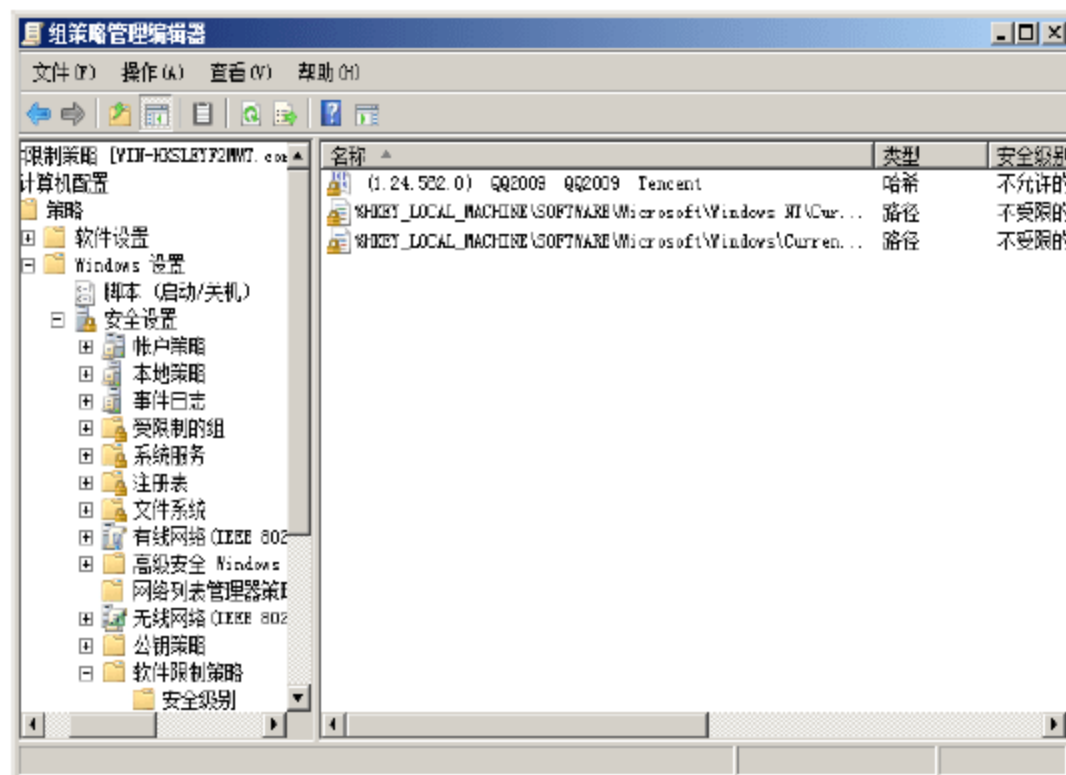 组策略管理编辑器
文件(F) 操作(A) 查看(V) 帮助(H)
限制策略 [WIN-H3SLEYF2MWT.com
计算机配置
策略
软件设置
Windows 设置
脚本 (启动/关机)
安全设置
帐户策略
本地策略
事件日志
受限制的组
系统服务
注册表
文件系统
有线网络(IEEE 802
高级安全 Windows
网络列表管理器策略
无线网络(IEEE 802
公钥策略
软件限制策略
安全级别
名称 类型 安全级别
(1.24.582.0) QQ2009 QQ2009 Tencent 哈希 不允许的
%HKEY_LOCAL_MACHINE\SOFTWARE\Microsoft\Windows NT\Cur... 路径 不受限的
%HKEY_LOCAL_MACHINE\SOFTWARE\Microsoft\Windows\Curren... 路径 不受限的